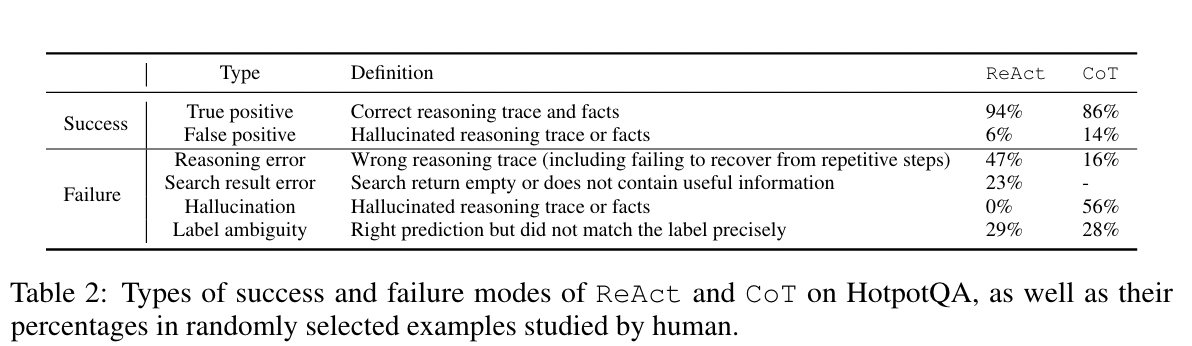 Type Definition ReAct CoT
Success True positive Correct reasoning trace and facts 94% 86%
False positive Hallucinated reasoning trace or facts 6% 14%
Failure Reasoning error Wrong reasoning trace (including failing to recover from repetitive steps) 47% 16%
Search result error Search return empty or does not contain useful information 23% -
Hallucination Hallucinated reasoning trace or facts 0% 56%
Label ambiguity Right prediction but did not match the label precisely 29% 28%
Table 2: Types of success and failure modes of ReAct and CoT on HotpotQA, as well as their
percentages in randomly selected examples studied by human.